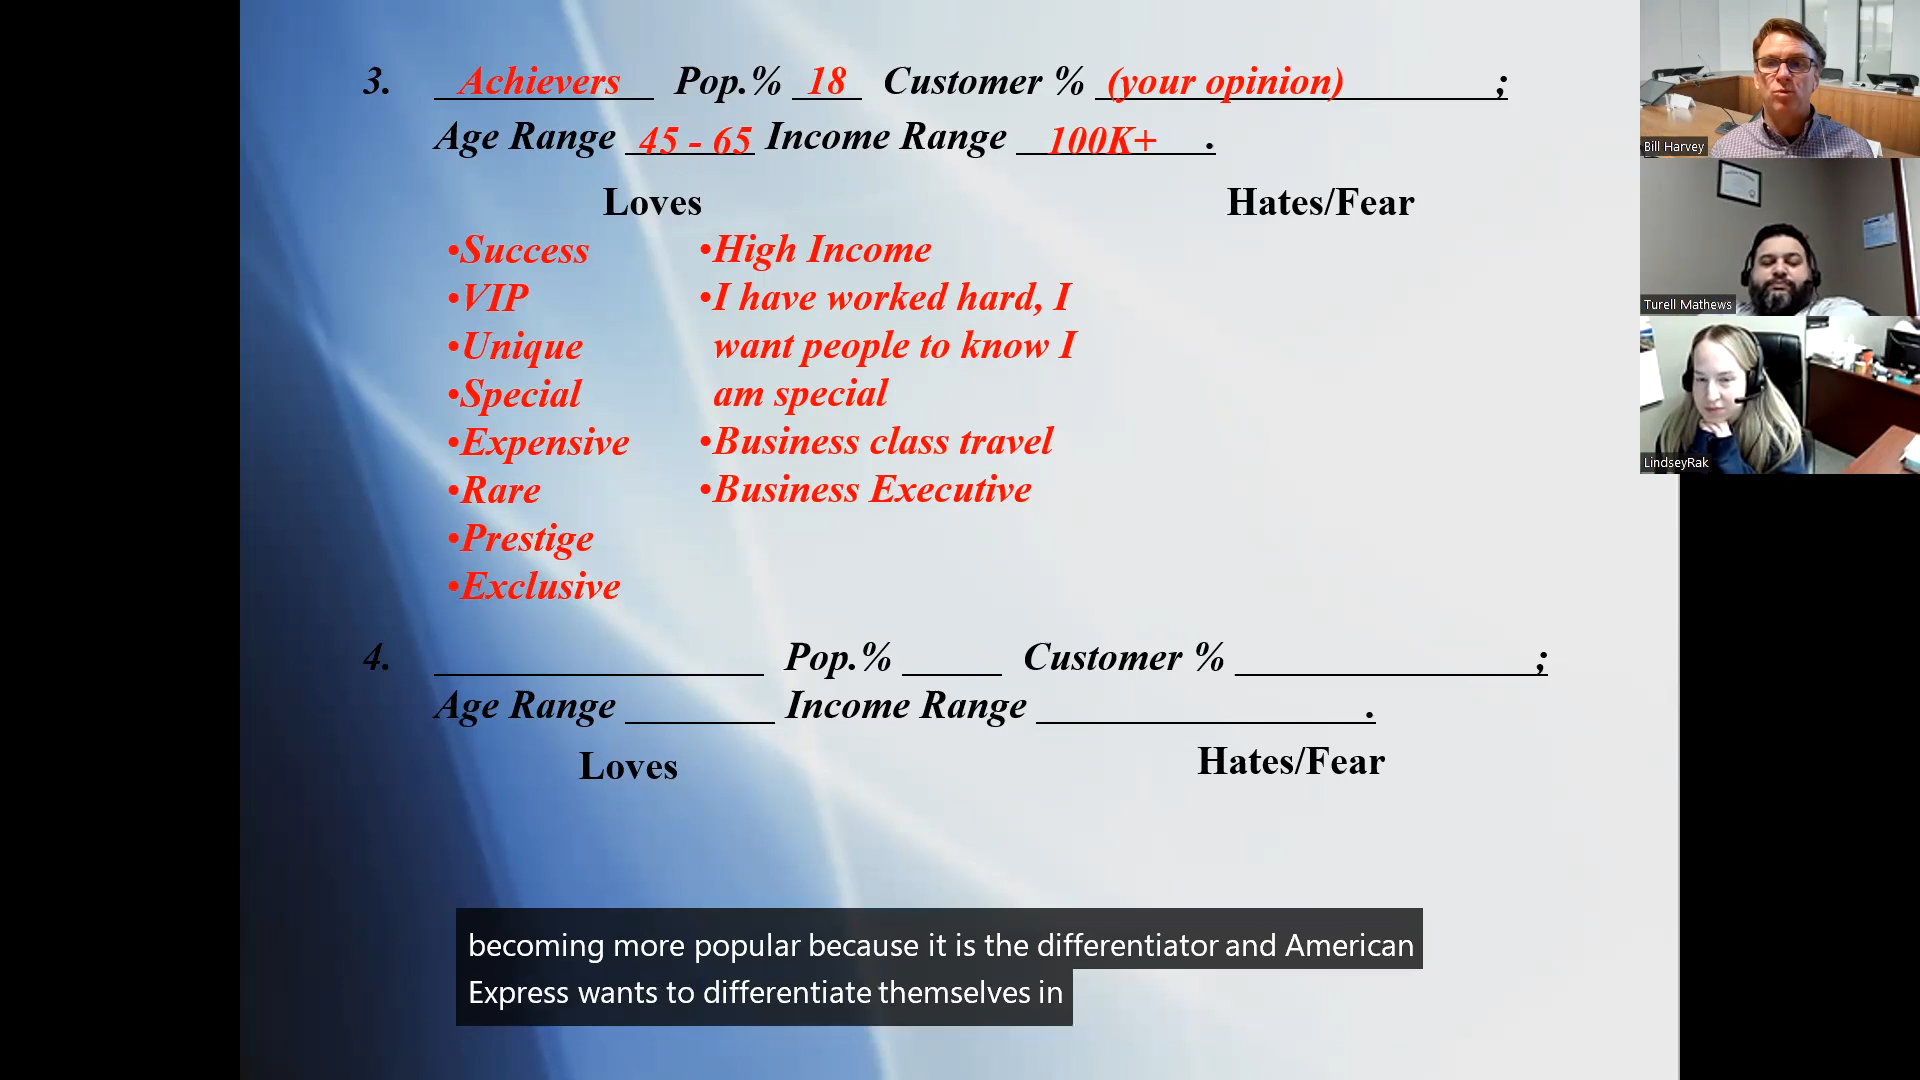 3. Achievers Pop.% 18 Customer % (your opinion) ;
Age Range 45 - 65 Income Range 100K+ .
Loves Hates/Fear
•Success •High Income
•VIP •I have worked hard, I
•Unique want people to know I
•Special am special
•Expensive •Business class travel
•Rare •Business Executive
•Prestige
•Exclusive
4. Pop.% Customer % ;
Age Range Income Range .
Loves Hates/Fear
becoming more popular because it is the differentiator and American
Express wants to differentiate themselves in
Bill Harvey
Turell Mathews
LindseyRak